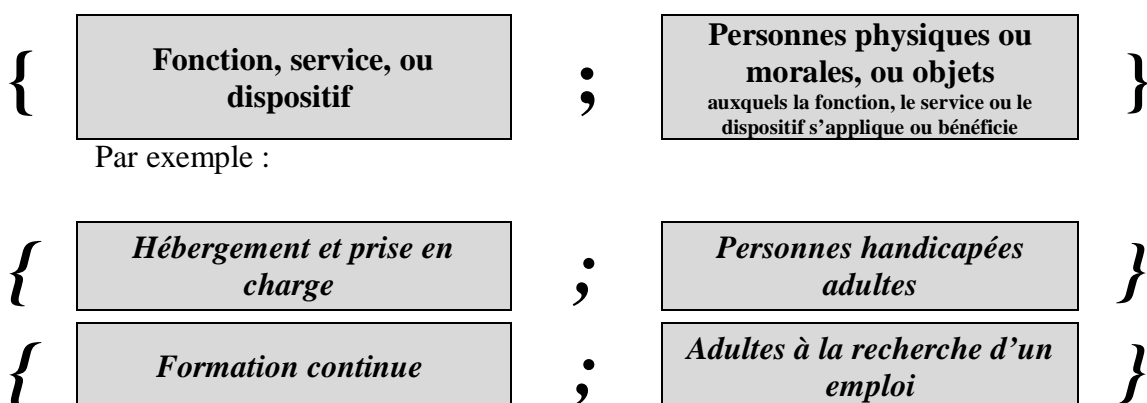 { Fonction, service, ou
dispositif ; Personnes physiques ou
morales, ou objets
auxquels la fonction, le service ou le
dispositif s’applique ou bénéficie }
Par exemple :
{ Hébergement et prise en
charge ; Personnes handicapées
adultes }
{ Formation continue ; Adultes à la recherche d’un
emploi }